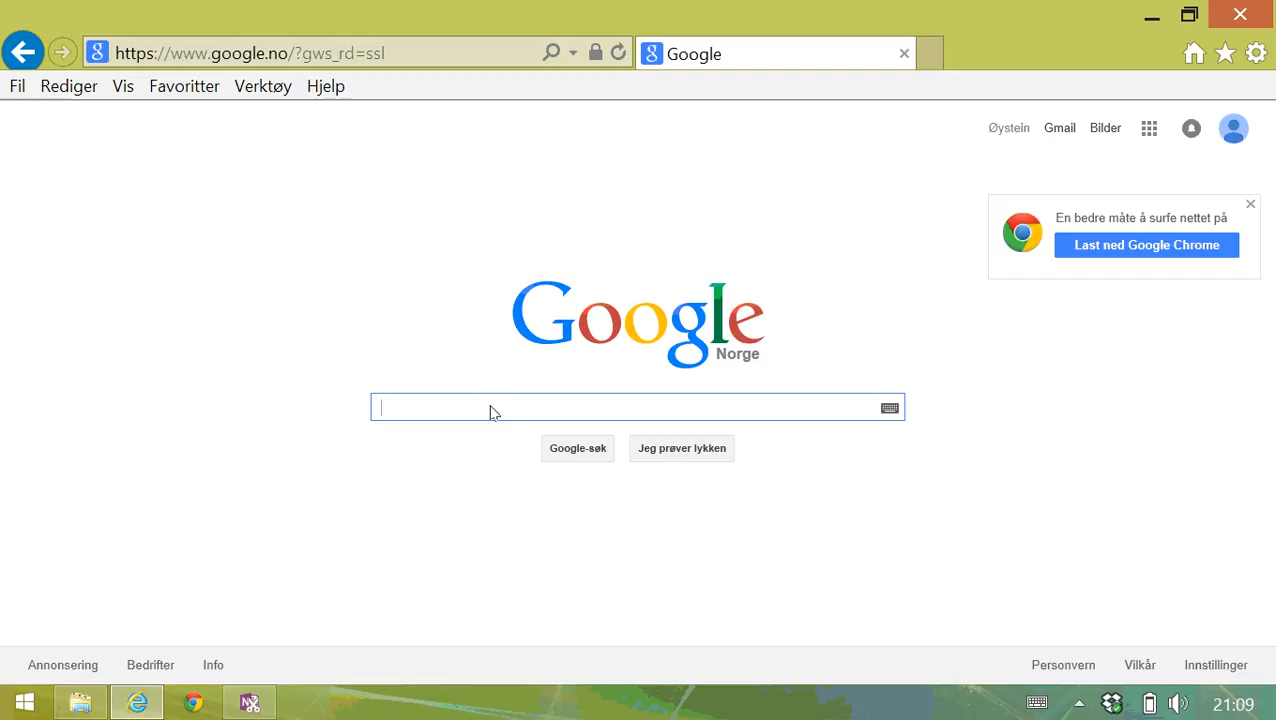 https://www.google.no/?gws_rd=ssl
Google
Fil Rediger Vis Favoritter Verktøy Hjelp
Øystein Gmail Bilder
En bedre måte å surfe nettet på
Last ned Google Chrome
Google
Norge
Google-søk Jeg prøver lykken
Annonsering Bedrifter Info Personvern Vilkår Innstillinger
21:09